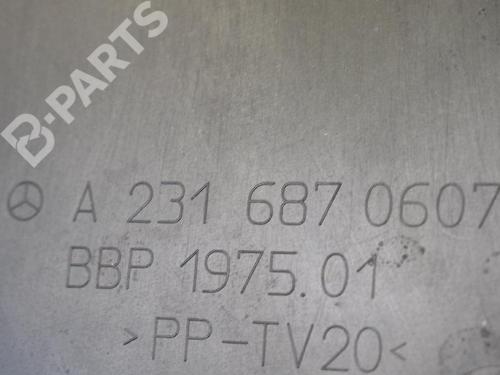 B-PARTS
A 231 687 0607
BBP 1975.01
>PP-TV20<